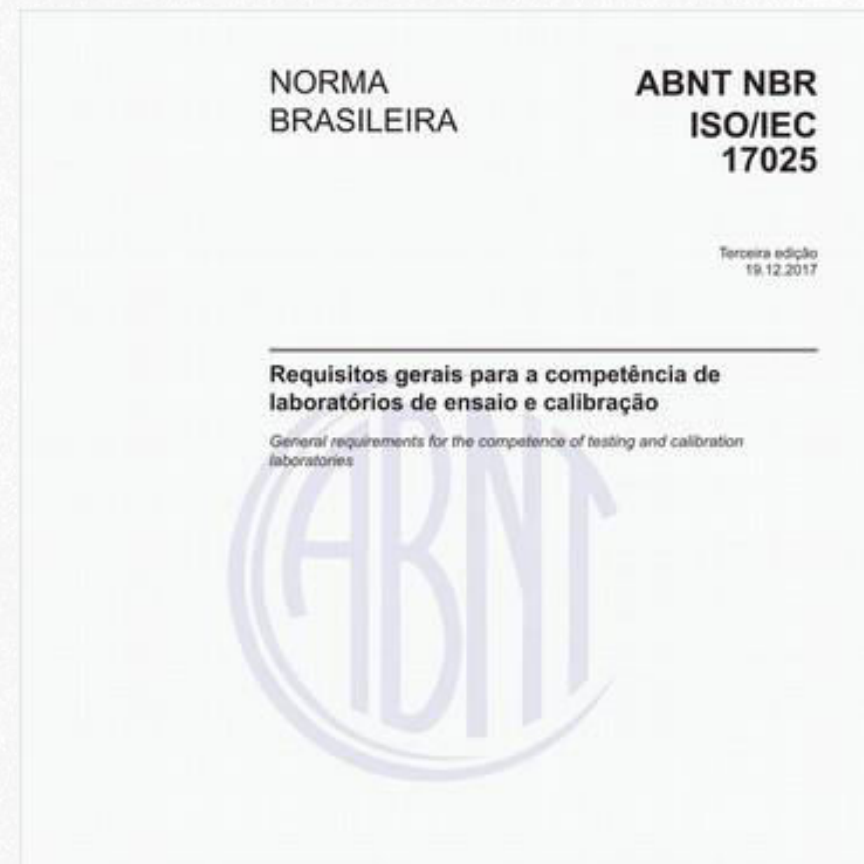 NORMA
BRASILEIRA
ABNT NBR
ISO/IEC
17025
Terceira edição
19.12.2017
Requisitos gerais para a competência de
laboratórios de ensaio e calibração
General requirements for the competence of testing and calibration
laboratories
ABNT